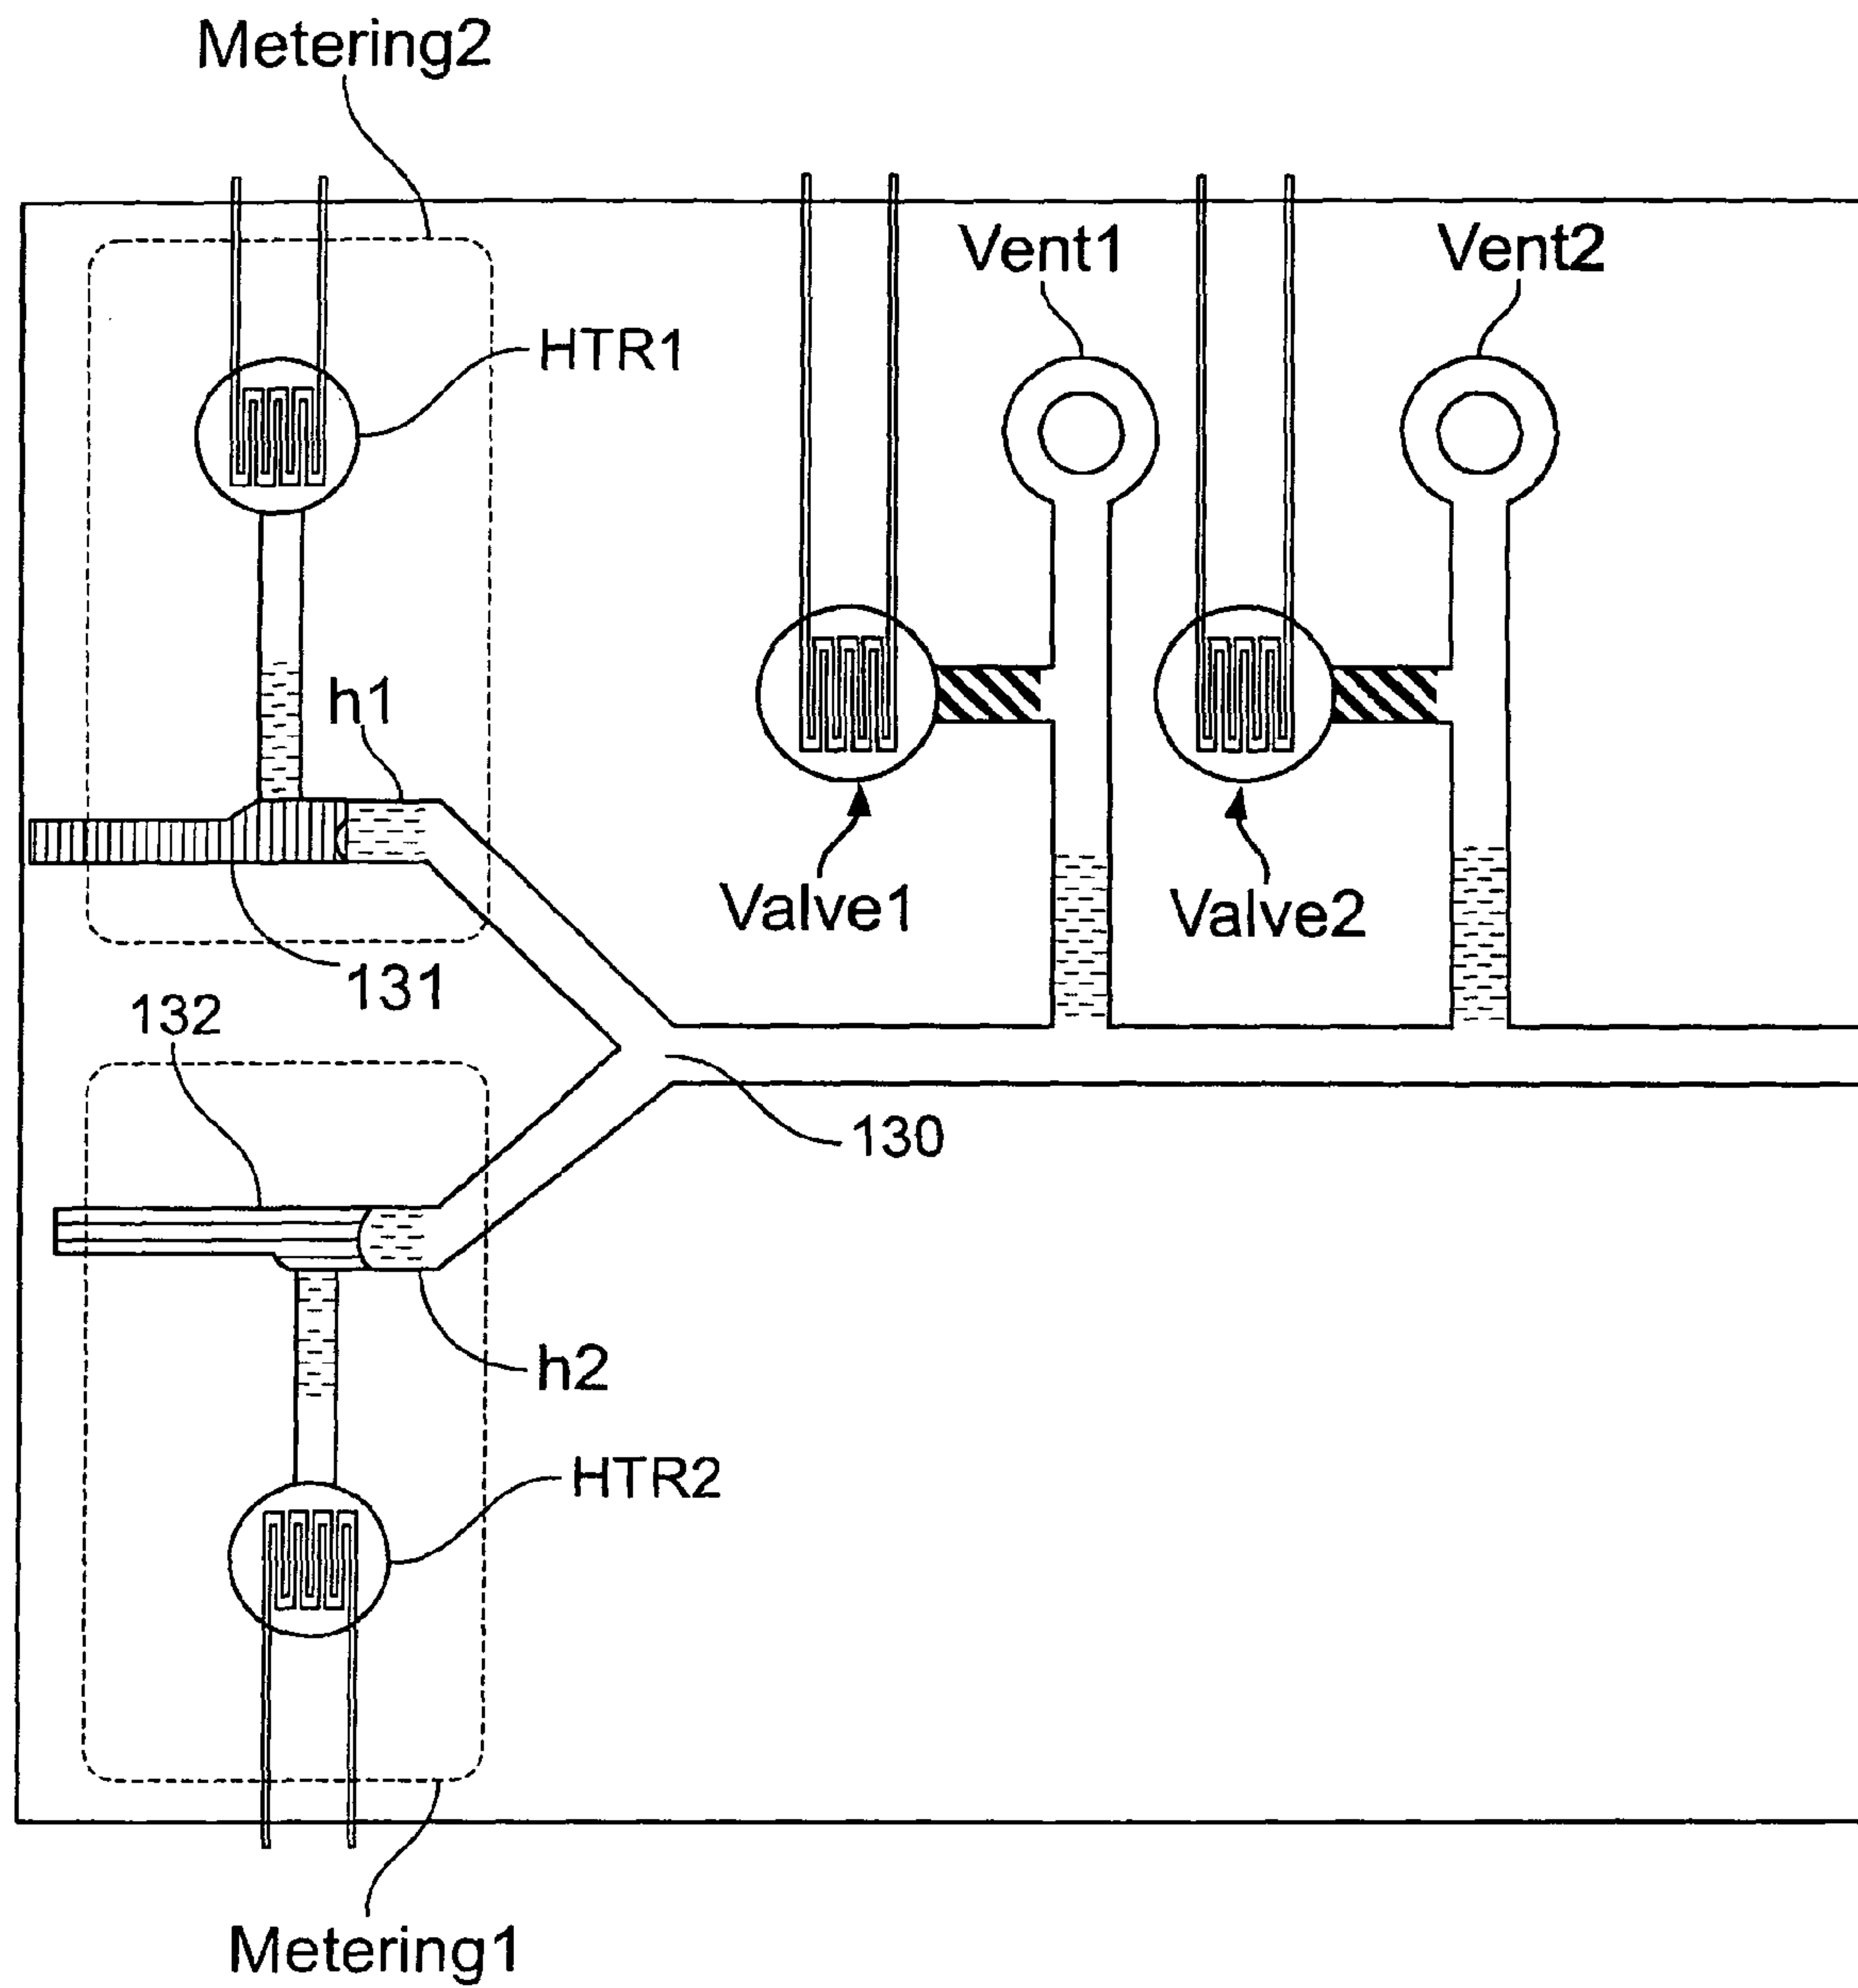 Metering2
Vent1
Vent2
HTR1
h1
Valve1
Valve2
131
132
130
h2
HTR2
Metering1